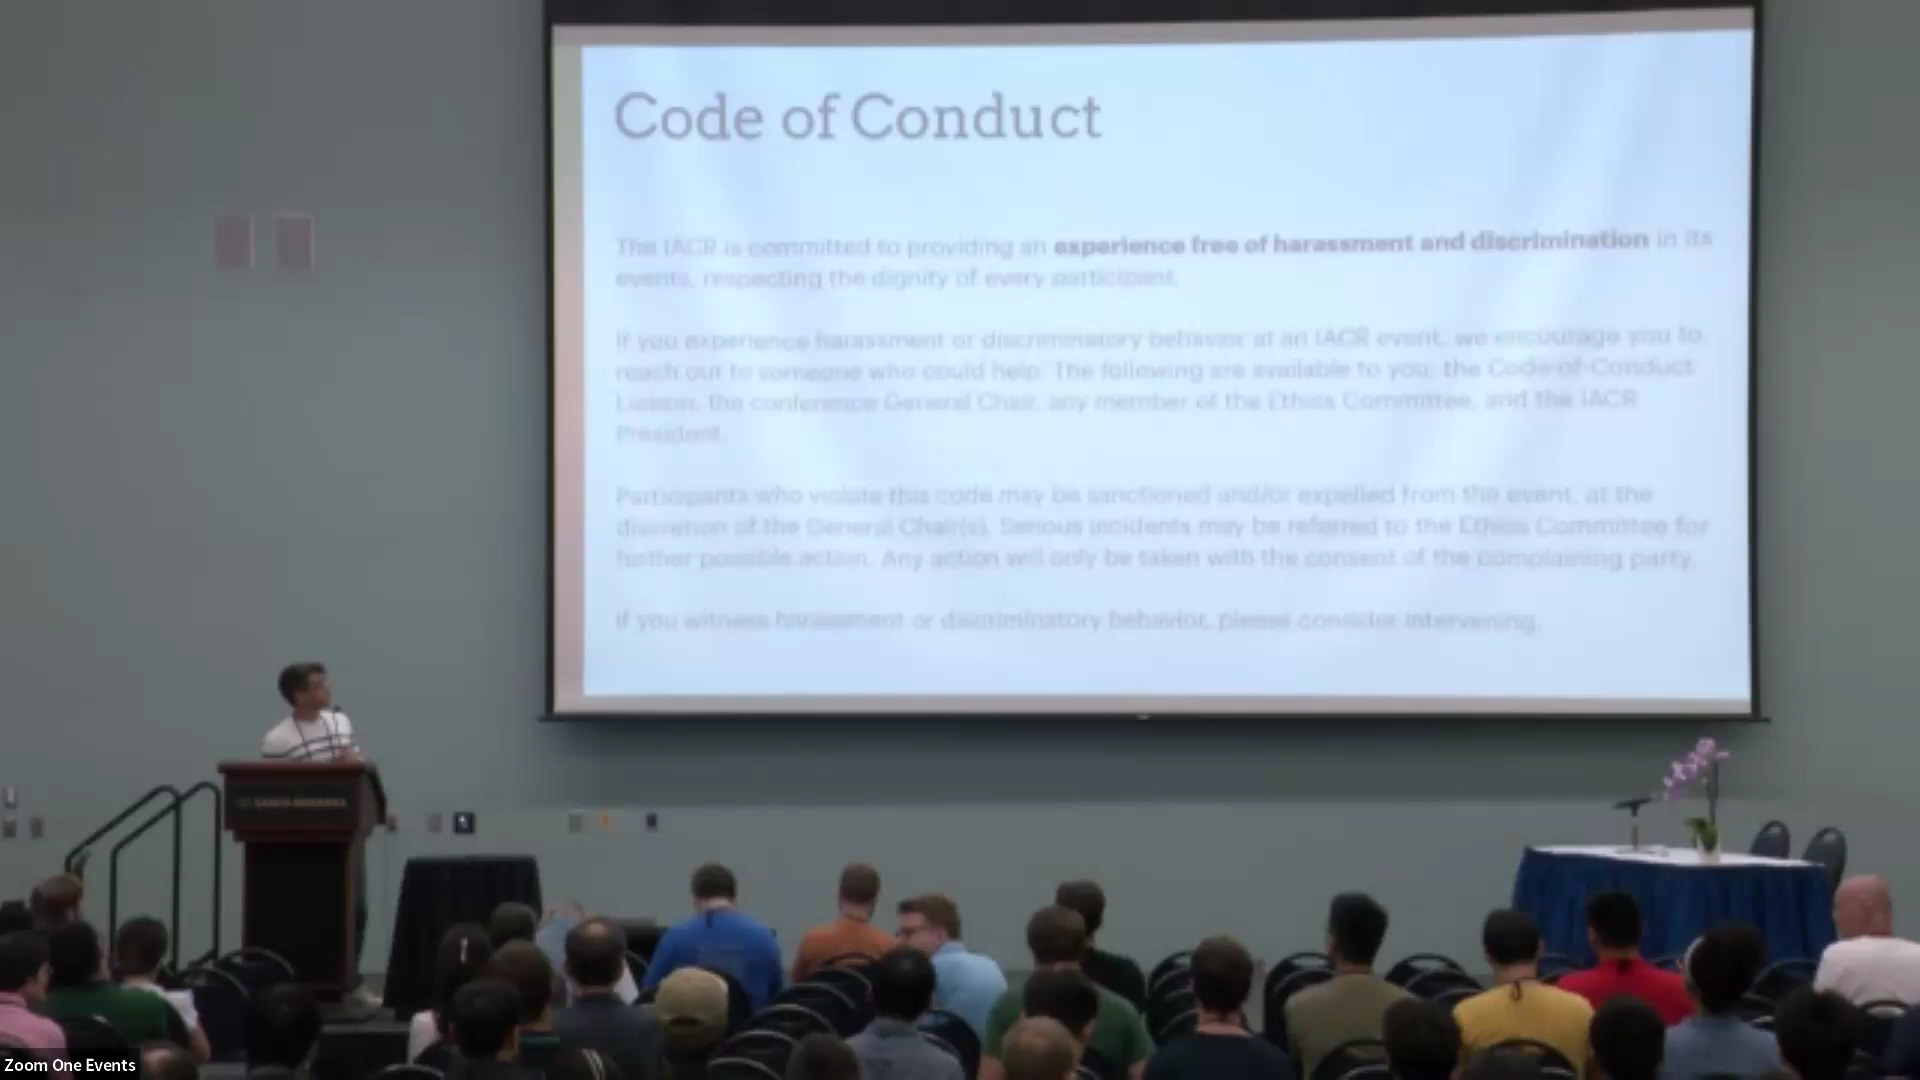 Code of Conduct
The IACR is committed to providing an experience free of harassment and discrimination in its
events, respecting the dignity of every participant.
If you experience harassment or discriminatory behavior at an IACR event, we encourage you to
reach out to someone who could help. The following are available to you: the Code-of-Conduct
Liaison, the conference General Chair, any member of the Ethics Committee, and the IACR
President.
Participants who violate this code may be sanctioned and/or expelled from the event, at the
discretion of the General Chair(s). Serious incidents may be referred to the Ethics Committee for
further possible action. Any action will only be taken with the consent of the complaining party.
If you witness harassment or discriminatory behavior, please consider intervening.
SANTA BARBARA
Zoom One Events